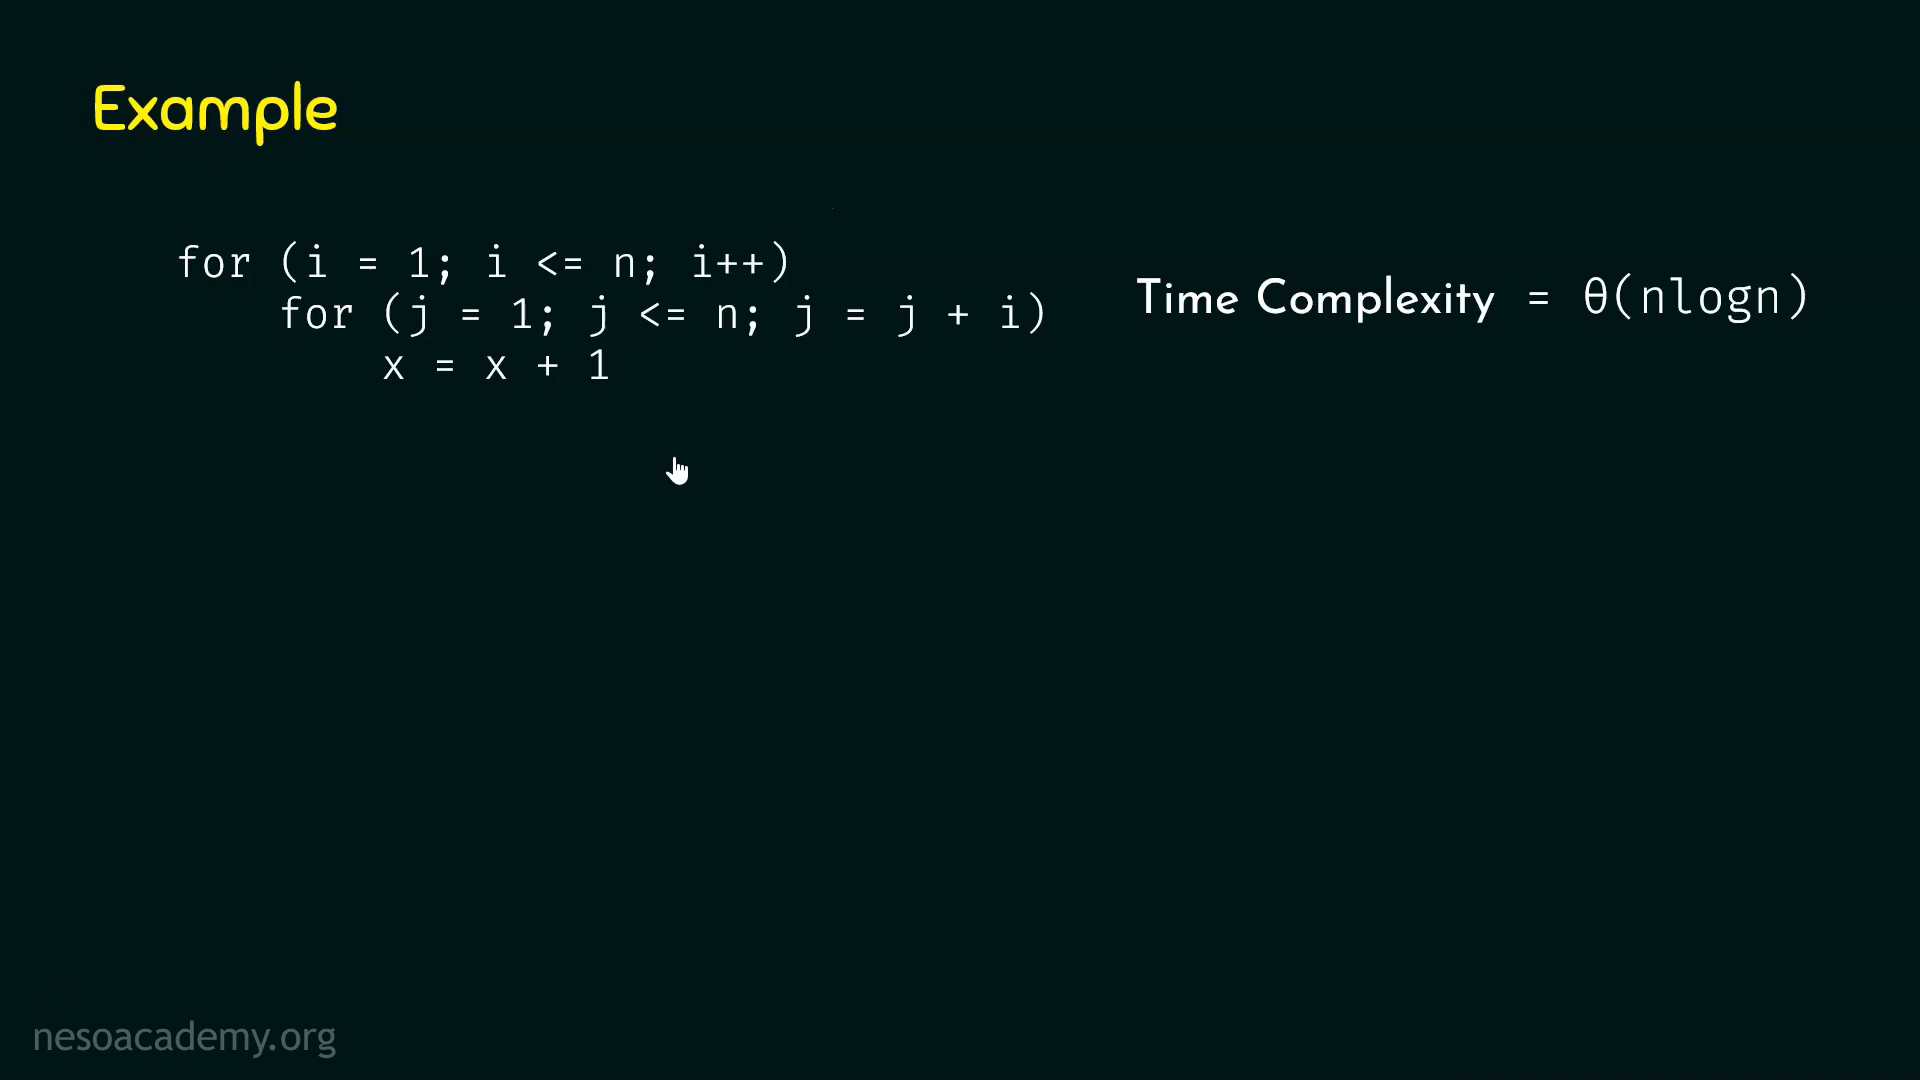 Example
for (i = 1; i <= n; i++)
for (j = 1; j <= n; j = j + i)
x = x + 1
Time Complexity = θ(nlogn)
nesoacademy.org